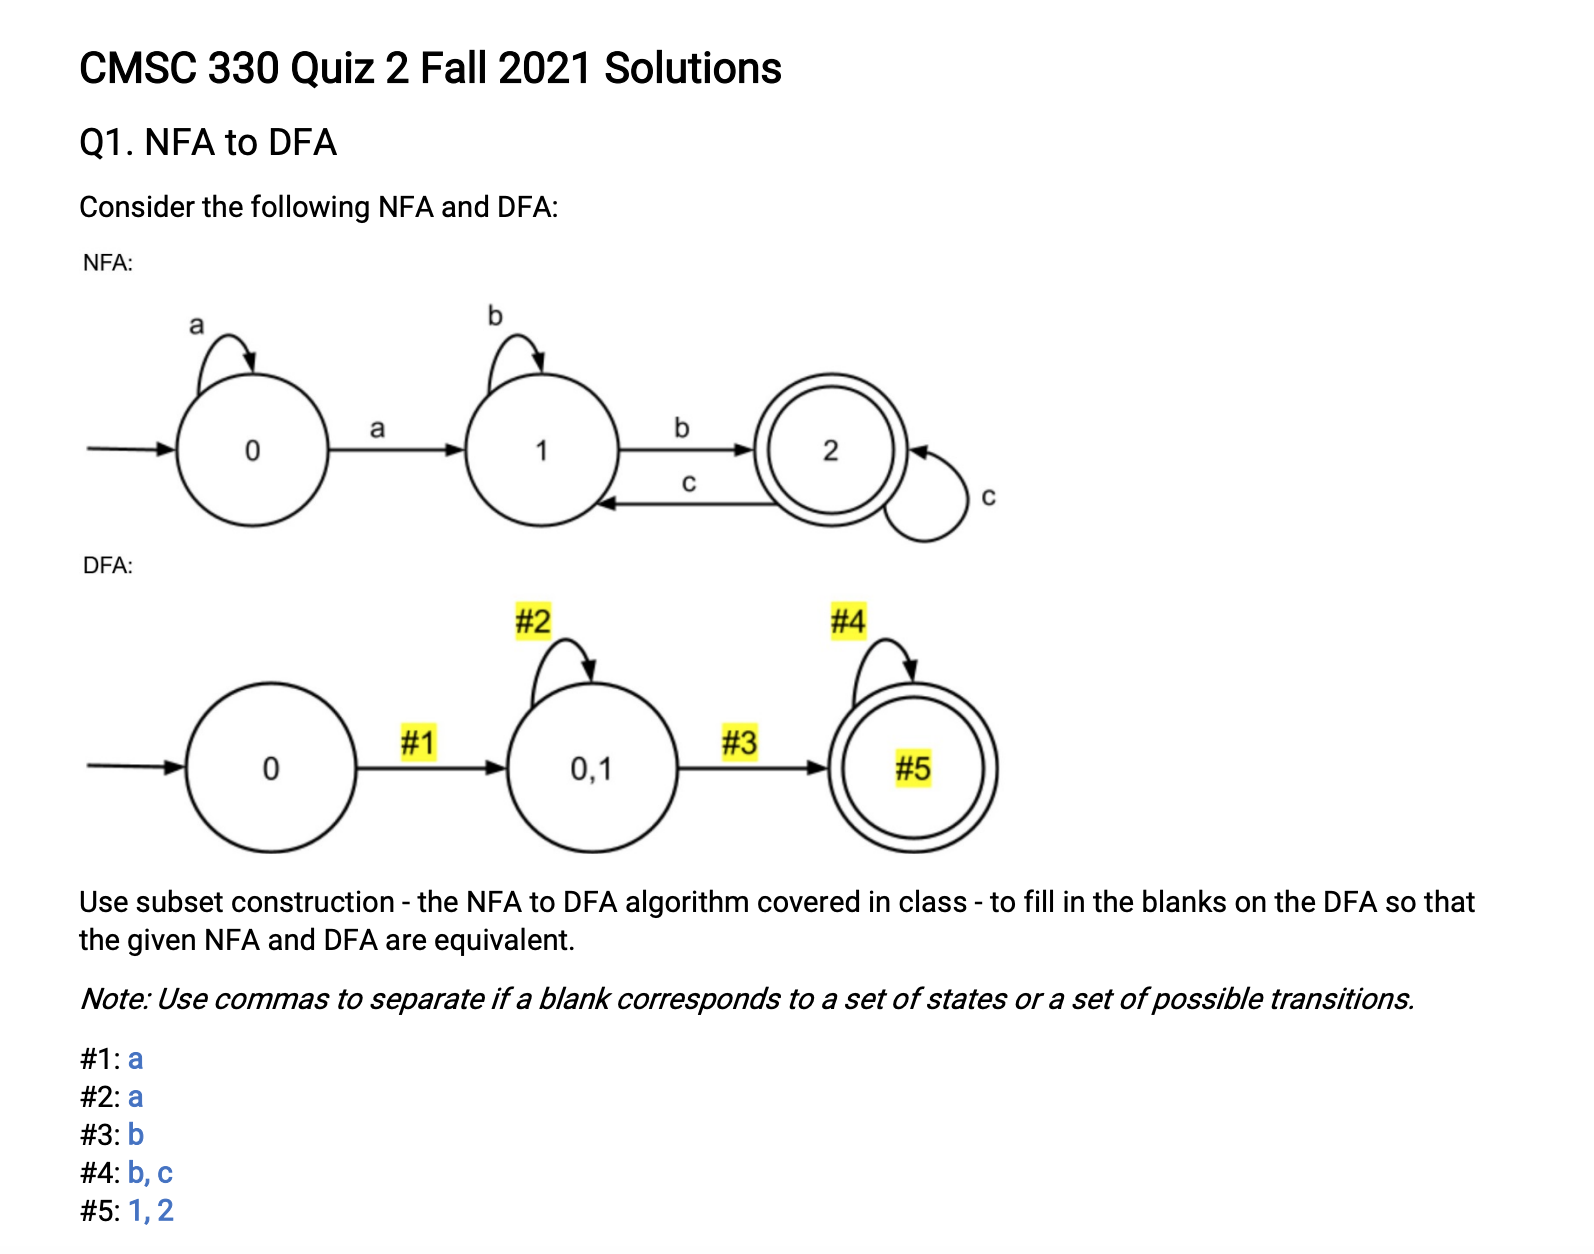 CMSC 330 Quiz 2 Fall 2021 Solutions
Q1. NFA to DFA
Consider the following NFA and DFA:
NFA:
a
b
0
a
1
b
c
2
c
DFA:
#2
#4
0
#1
0,1
#3
#5
Use subset construction - the NFA to DFA algorithm covered in class - to fill in the blanks on the DFA so that
the given NFA and DFA are equivalent.
Note: Use commas to separate if a blank corresponds to a set of states or a set of possible transitions.
#1: a
#2: a
#3: b
#4: b, c
#5: 1, 2